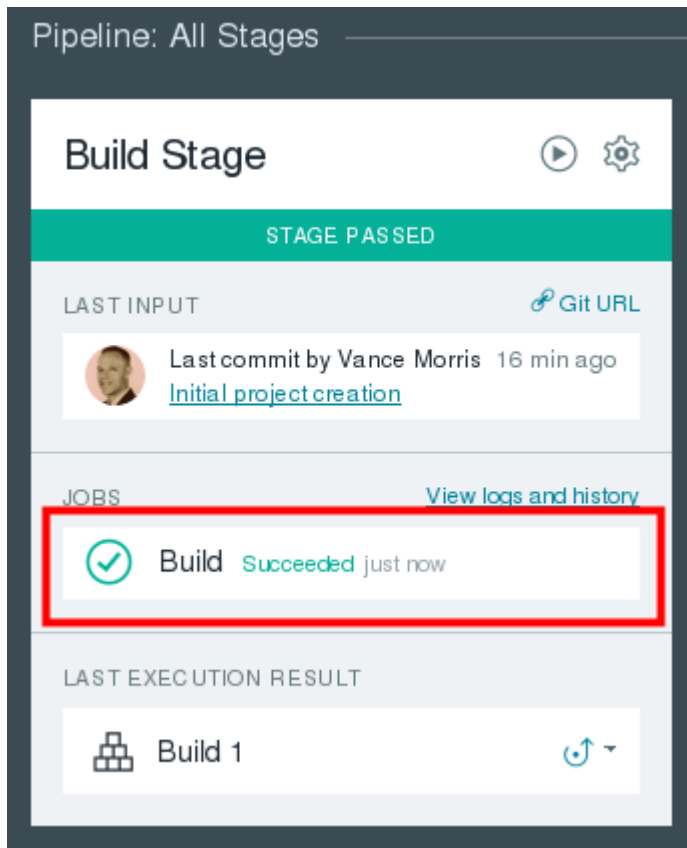 Pipeline: All Stages
Build Stage
STAGE PASSED
LAST INPUT Git URL
Last commit by Vance Morris 16 min ago
Initial project creation
JOBS View logs and history
Build Succeeded just now
LAST EXECUTION RESULT
Build 1